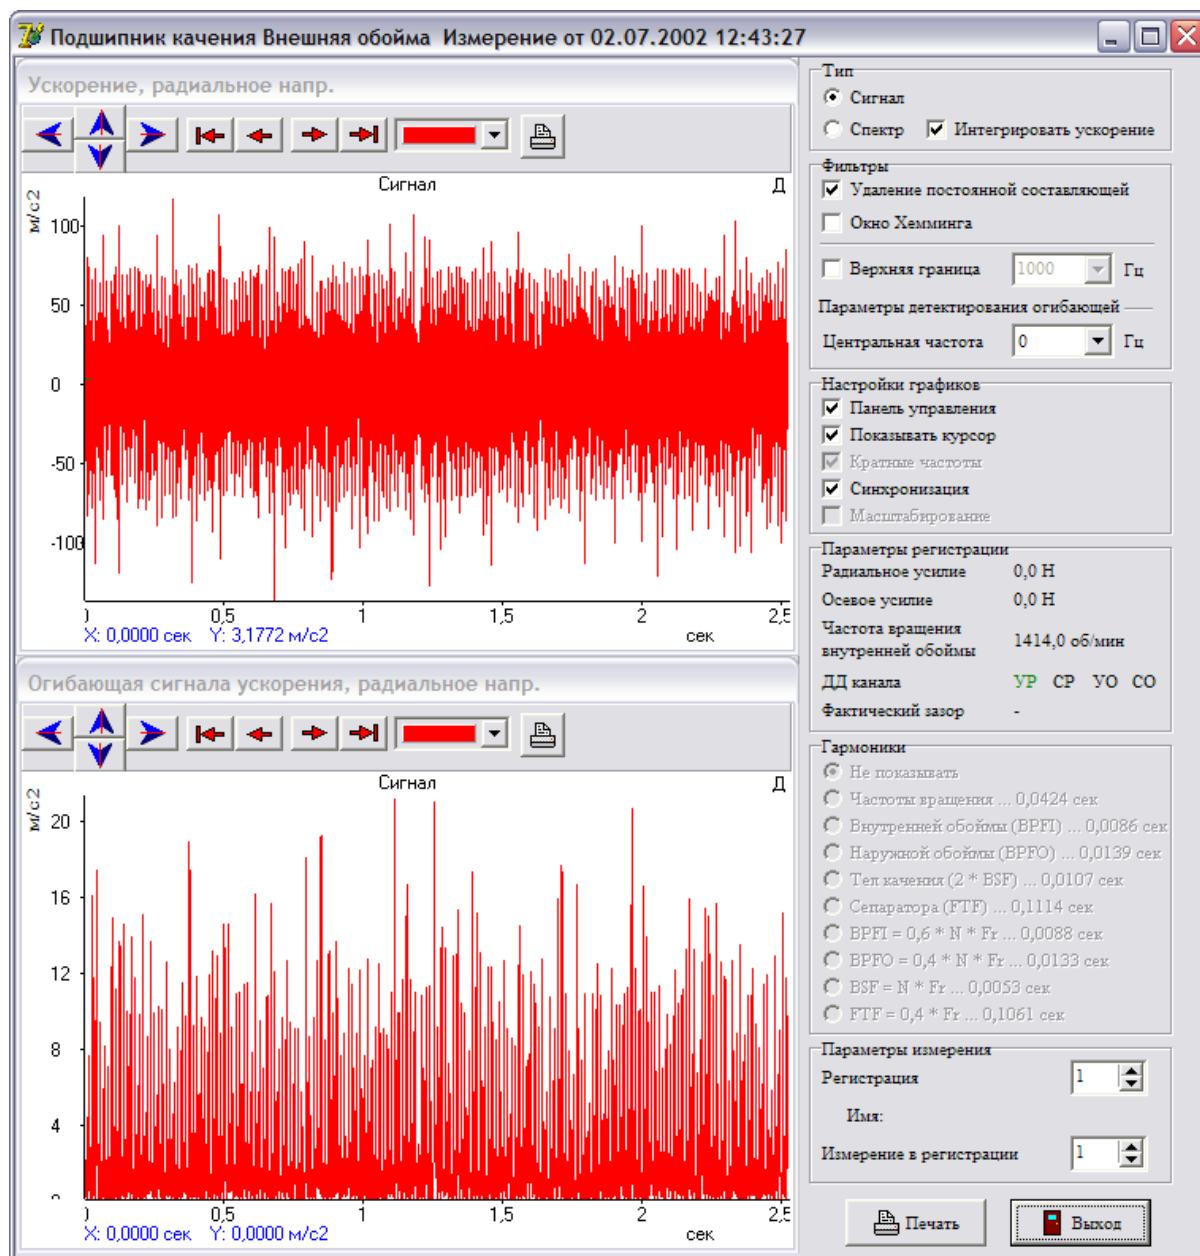 Подшипник качения Внешняя обойма Измерение от 02.07.2002 12:43:27
Ускорение, радиальное напр.
Сигнал
Д
м/с2
100
50
0
-50
-100
0
0,5
1
1,5
2
2,5
X: 0,0000 сек Y: 3,1772 м/с2
сек
Огибающая сигнала ускорения, радиальное напр.
Сигнал
Д
м/с2
20
16
12
8
4
0
0,5
1
1,5
2
2,5
X: 0,0000 сек Y: 0,0000 м/с2
сек
Тип
Сигнал
Спектр Интегрировать ускорение
Фильтры
Удаление постоянной составляющей
Окно Хемминга
Верхняя граница 1000 Гц
Параметры детектирования огибающей
Центральная частота 0 Гц
Настройки графиков
Панель управления
Показывать курсор
Кратные частоты
Синхронизация
Масштабирование
Параметры регистрации
Радиальное усилие 0,0 Н
Осевое усилие 0,0 Н
Частота вращения
внутренней обоймы 1414,0 об/мин
ДД канала УР СР УО СО
Фактический зазор -
Гармоники
Не показывать
Частоты вращения ... 0,0424 сек
Внутренней обоймы (BPFI) ... 0,0086 сек
Наружной обоймы (BPFO) ... 0,0139 сек
Тел качения (2 * BSF) ... 0,0107 сек
Сепаратора (FTF) ... 0,1114 сек
BPFI = 0,6 * N * Fr ... 0,0088 сек
BPFO = 0,4 * N * Fr ... 0,0133 сек
BSF = N * Fr ... 0,0053 сек
FTF = 0,4 * Fr ... 0,1061 сек
Параметры измерения
Регистрация 1
Имя:
Измерение в регистрации 1
Печать
Выход